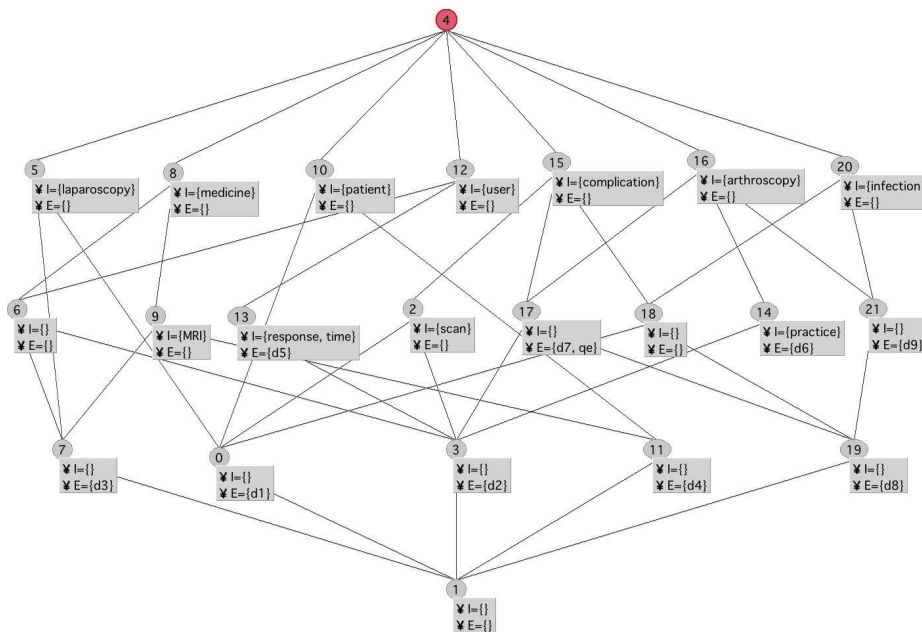 4
5
¥ I={laparoscopy}
¥ E={}
8
¥ I={medicine}
¥ E={}
10
¥ I={patient}
¥ E={}
12
¥ I={user}
¥ E={}
15
¥ I={complication}
¥ E={}
16
¥ I={arthroscopy}
¥ E={}
20
¥ I={infection
¥ E={}
6
¥ I={}
¥ E={}
9
¥ I={MRI}
¥ E={}
13
¥ I={response, time}
¥ E={d5}
2
¥ I={scan}
¥ E={}
17
¥ I={}
¥ E={d7, qe}
18
¥ I={}
¥ E={}
14
¥ I={practice}
¥ E={d6}
21
¥ I={}
¥ E={d9}
7
¥ I={}
¥ E={d3}
0
¥ I={}
¥ E={d1}
3
¥ I={}
¥ E={d2}
11
¥ I={}
¥ E={d4}
19
¥ I={}
¥ E={d8}
1
¥ I={}
¥ E={}